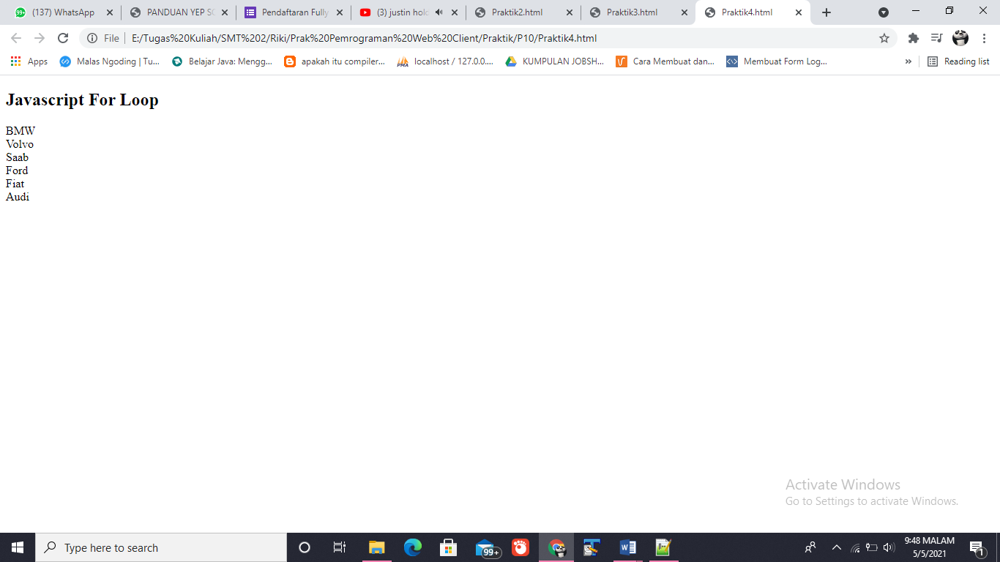 (137) WhatsApp
PANDUAN YEP SC
Pendaftaran Fully
(3) justin hold
Praktik2.html
Praktik3.html
Praktik4.html
File
E:/Tugas%20Kuliah/SMT%202/Riki/Prak%20Pemrograman%20Web%20Client/Praktik/P10/Praktik4.html
Apps
Malas Ngoding | Tu...
Belajar Java: Mengg...
apakah itu compiler...
localhost / 127.0.0....
KUMPULAN JOBSH...
Cara Membuat dan...
Membuat Form Log...
»
Reading list
Javascript For Loop
BMW
Volvo
Saab
Ford
Fiat
Audi
Activate Windows
Go to Settings to activate Windows.
Type here to search
99+
9:48 MALAM
5/5/2021
1